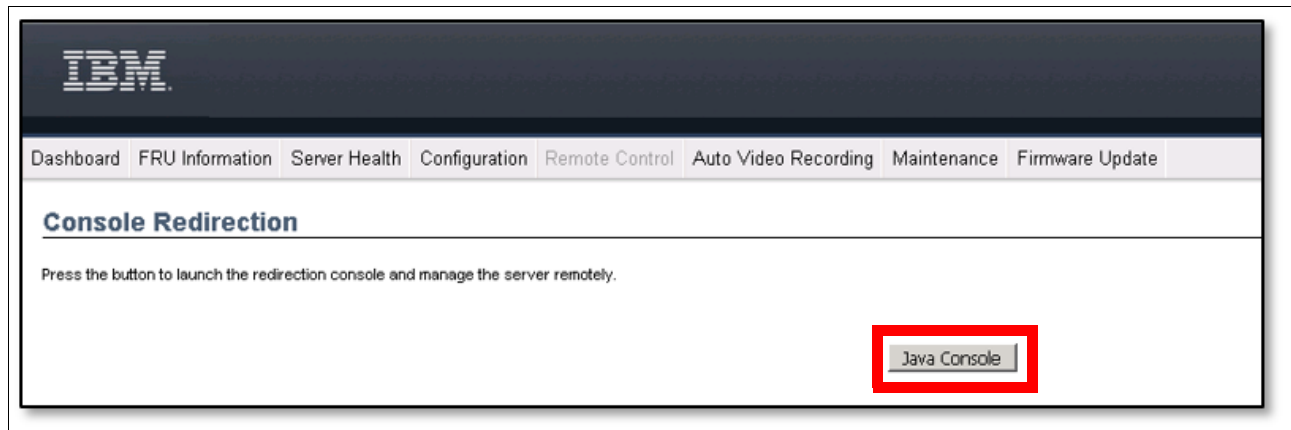 IBM.
Dashboard FRU Information Server Health Configuration Remote Control Auto Video Recording Maintenance Firmware Update
Console Redirection
Press the button to launch the redirection console and manage the server remotely.
Java Console